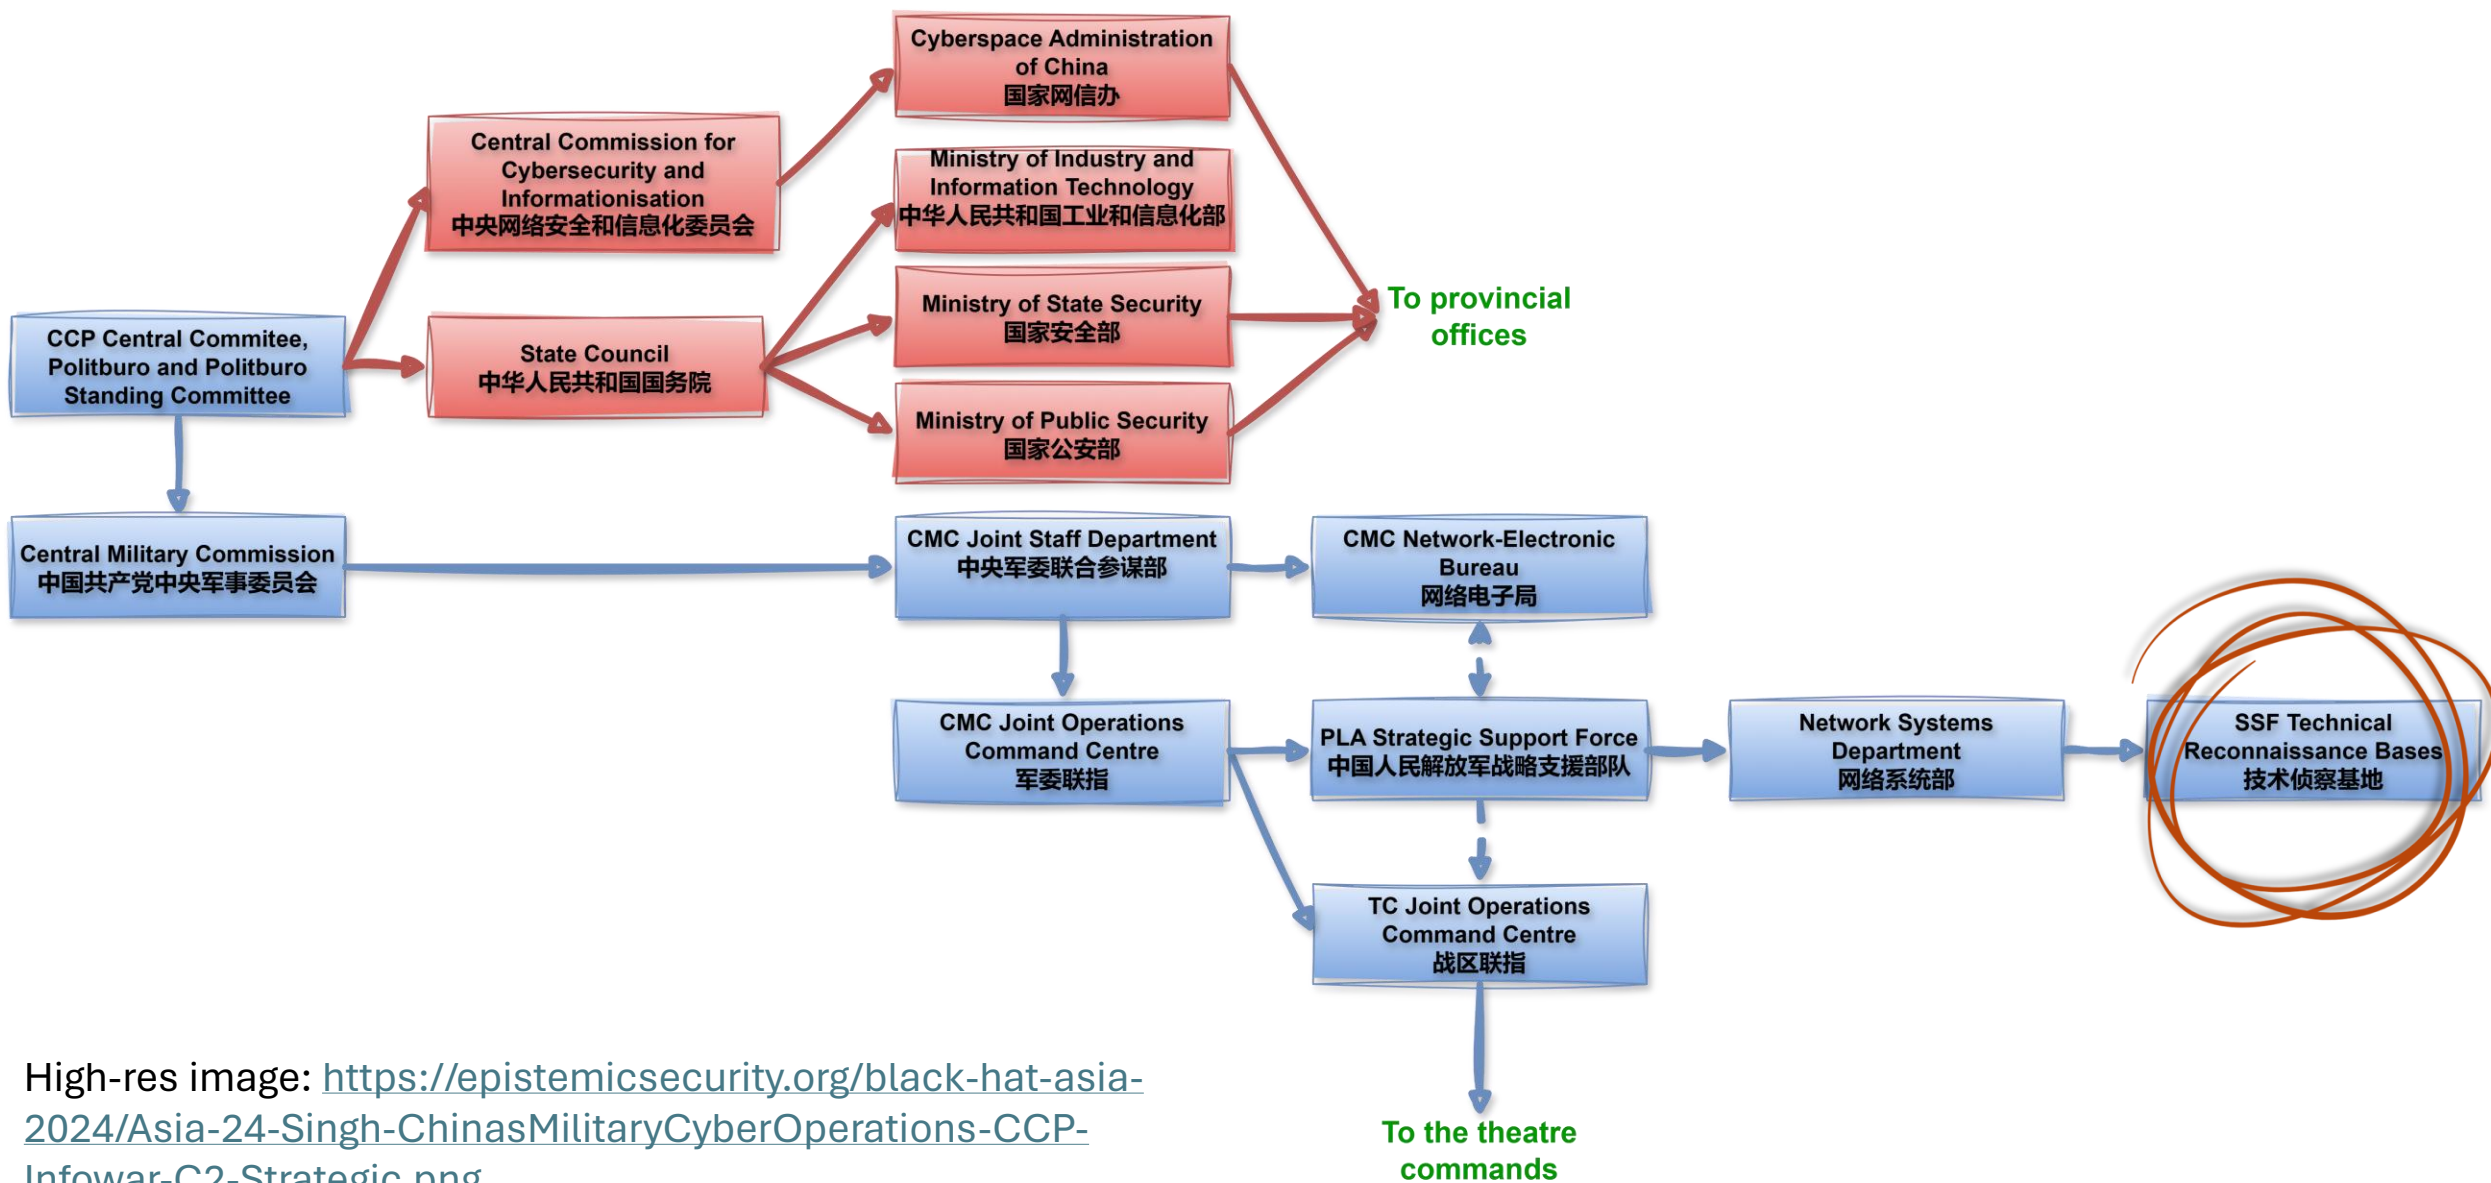 Cyberspace Administration
of China
国家网信办
Central Commission for
Cybersecurity and
Informationisation
中央网络安全和信息化委员会
Ministry of Industry and
Information Technology
中华人民共和国工业和信息化部
Ministry of State Security
国家安全部
To provincial
offices
CCP Central Commitee,
Politburo and Politburo
Standing Committee
State Council
中华人民共和国国务院
Ministry of Public Security
国家公安部
Central Military Commission
中国共产党中央军事委员会
CMC Joint Staff Department
中央军委联合参谋部
CMC Network-Electronic
Bureau
网络电子局
CMC Joint Operations
Command Centre
军委联指
PLA Strategic Support Force
中国人民解放军战略支援部队
Network Systems
Department
网络系统部
SSF Technical
Reconnaissance Bases
技术侦察基地
TC Joint Operations
Command Centre
战区联指
To the theatre
commands
High-res image: https://epistemicsecurity.org/black-hat-asia-
2024/Asia-24-Singh-ChinasMilitaryCyberOperations-CCP-
Infowar-C2-Strategic.png